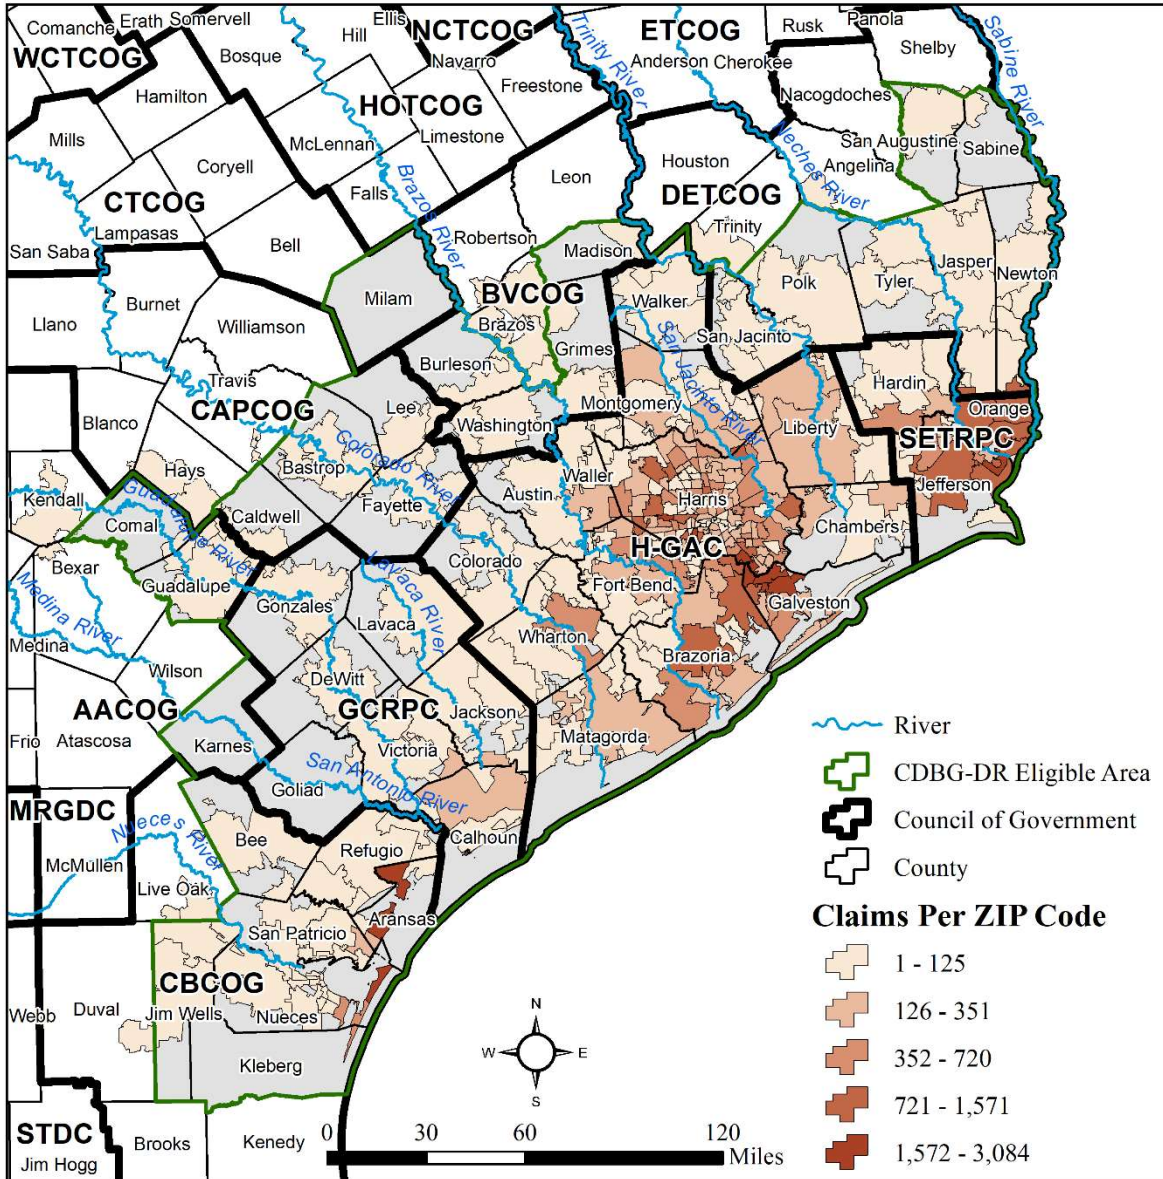 Comanche
Erath
Somervell
Bosque
Hill
Ellis
NCTCOG
Navarro
ETCOG
Anderson
Cherokee
Rusk
Panola
Shelby
Sabine River
WCTCOG
Hamilton
HOTCOG
Freestone
Trinity River
Nacogdoches
Mills
McLennan
Limestone
San Augustine
Sabine
Coryell
Falls
Brazos River
Leon
Houston
Neches River
Angelina
CTCOG
Lampasas
DETCOG
San Saba
Bell
Robertson
Madison
Trinity
Burnet
Milam
BVCOG
Walker
Polk
Tyler
Jasper
Newton
Llano
Williamson
Brazos
Grimes
San Jacinto
San Jacinto River
Burleson
Travis
Hardin
Blanco
CAPCOG
Lee
Washington
Montgomery
Liberty
Orange
SETRPC
Hays
Bastrop
Colorado River
Waller
Harris
Jefferson
Kendall
Guadalupe River
Comal
Caldwell
Fayette
Austin
Chambers
Bexar
Guadalupe
Lavaca River
Colorado
H-GAC
Fort Bend
Galveston
Medina River
Gonzales
Lavaca
Wharton
Medina
Wilson
DeWitt
Brazoria
AACOG
GCRPC
Jackson
Frio
Atascosa
Karnes
Victoria
Matagorda
Goliad
San Antonio River
MRGDC
Nueces River
Bee
Refugio
Calhoun
McMullen
Live Oak
Aransas
San Patricio
CBCOG
Webb
Duval
Jim Wells
Nueces
Kleberg
STDC
Jim Hogg
Brooks
Kenedy
River
CDBG-DR Eligible Area
Council of Government
County
Claims Per ZIP Code
1 - 125
126 - 351
352 - 720
721 - 1,571
1,572 - 3,084
N
W
E
S
0
30
60
120
Miles